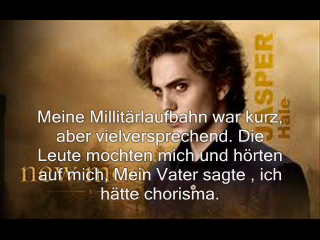 JASPER
Hale
Meine Millitärlaufbahn war kurz,
aber vielversprechend. Die
Leute mochten mich und hörten
auf mich, Mein Vater sagte , ich
hätte chorisma.